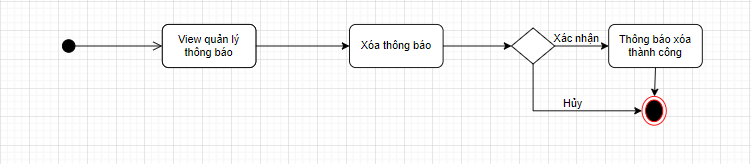 View quản lý
thông báo
Xóa thông báo
Xác nhận
Thông báo xóa
thành công
Hủy